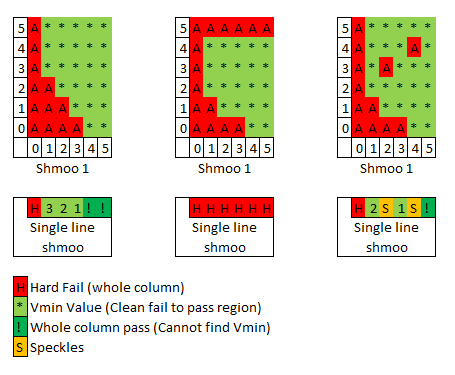 5 A * * * * *
4 A * * * * *
3 A * * * * *
2 A A * * * *
1 A A A * * *
0 A A A A * *
0 1 2 3 4 5
Shmoo 1
H 3 2 1 ! !
Single line
shmoo
5 A A A A A A
4 A * * * * *
3 A * * * * *
2 A * * * * *
1 A A * * * *
0 A A A A * *
0 1 2 3 4 5
Shmoo 1
H H H H H H
Single line
shmoo
5 A * * * * *
4 A * * * A *
3 A * A * * *
2 A * * * * *
1 A A * * * *
0 A A A A * *
0 1 2 3 4 5
Shmoo 1
H 2 S 1 S !
Single line
shmoo
H Hard Fail (whole column)
* Vmin Value (Clean fail to pass region)
! Whole column pass (Cannot find Vmin)
S Speckles